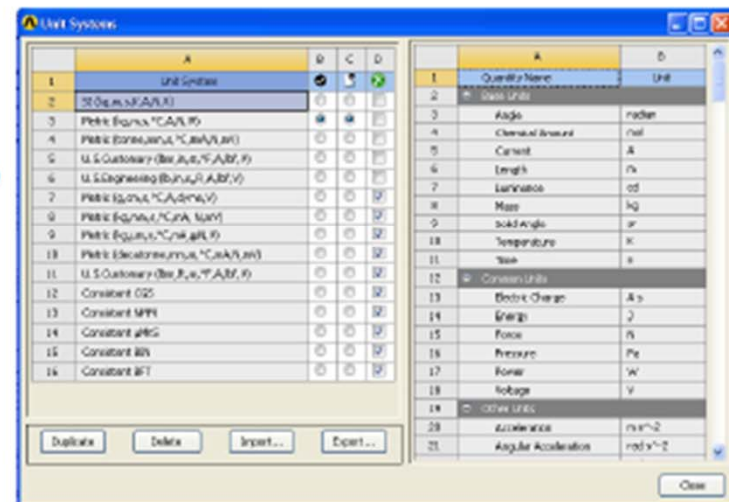 Unit Systems
A B C D
1 Unit System
2 SI (kg,m,s,K,A,N,V)
3 Metric (kg,m,s,°C,A,N,V)
4 Metric (tonne,mm,s,°C,mA,N,mV)
5 U.S.Customary (lbm,in,s,°F,A,lbf,V)
6 U.S.Engineering (lb,in,s,R,A,lbf,V)
7 Metric (g,cm,s,°C,A,dyne,V)
8 Metric (kg,mm,s,°C,mA,N,mV)
9 Metric (kg,µm,s,°C,mA,µN,V)
10 Metric (decatonne,mm,s,°C,mA,N,mV)
11 U.S.Customary (lbm,ft,s,°F,A,lbf,V)
12 Consistent CGS
13 Consistent NMM
14 Consistent µMKS
15 Consistent BIN
16 Consistent BFT
Duplicate Delete Import... Export...
A B
1 Quantity Name Unit
2 Base Units
3 Angle radian
4 Chemical Amount mol
5 Current A
6 Length m
7 Luminance cd
8 Mass kg
9 Solid Angle sr
10 Temperature K
11 Time s
12 Common Units
13 Electric Charge A s
14 Energy J
15 Force N
16 Pressure Pa
17 Power W
18 Voltage V
19 Other Units
20 Acceleration m s^-2
21 Angular Acceleration rad s^-2
Close